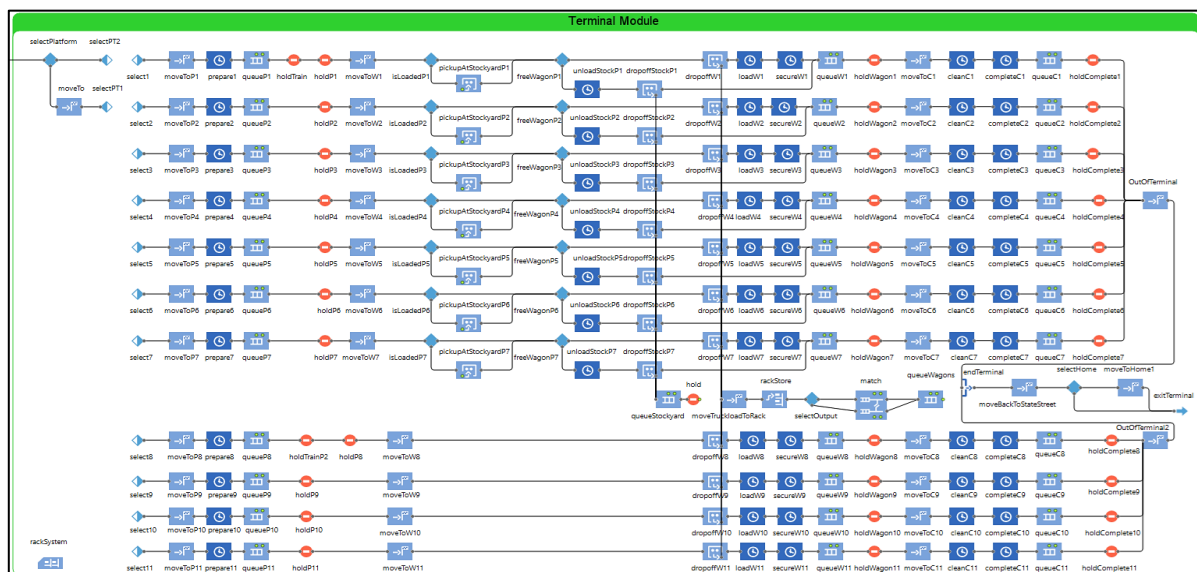 Terminal Module
selectPlatform selectPT2
select1 moveToP1 prepare1 queueP1 holdTrain holdP1 moveToW1 isLoadedP1 pickupAtStockyardP1 freeWagonP1 unloadStockP1 dropoffStockP1 dropoffW1 loadW1 secureW1 queueW1 holdWagon1 moveToC1 cleanC1 completeC1 queueC1 holdComplete1
moveTo selectPT1
select2 moveToP2 prepare2 queueP2 holdP2 moveToW2 isLoadedP2 pickupAtStockyardP2 freeWagonP2 unloadStockP2 dropoffStockP2 dropoffW2 loadW2 secureW2 queueW2 holdWagon2 moveToC2 cleanC2 completeC2 queueC2 holdComplete2
select3 moveToP3 prepare3 queueP3 holdP3 moveToW3 isLoadedP3 pickupAtStockyardP3 freeWagonP3 unloadStockP3 dropoffStockP3 dropoffW3 loadW3 secureW3 queueW3 holdWagon3 moveToC3 cleanC3 completeC3 queueC3 holdComplete3
OutOfTerminal
select4 moveToP4 prepare4 queueP4 holdP4 moveToW4 isLoadedP4 pickupAtStockyardP4 freeWagonP4 unloadStockP4 dropoffStockP4 dropoffW4 loadW4 secureW4 queueW4 holdWagon4 moveToC4 cleanC4 completeC4 queueC4 holdComplete4
select5 moveToP5 prepare5 queueP5 holdP5 moveToW5 isLoadedP5 pickupAtStockyardP5 freeWagonP5 unloadStockP5 dropoffStockP5 dropoffW5 loadW5 secureW5 queueW5 holdWagon5 moveToC5 cleanC5 completeC5 queueC5 holdComplete5
select6 moveToP6 prepare6 queueP6 holdP6 moveToW6 isLoadedP6 pickupAtStockyardP6 freeWagonP6 unloadStockP6 dropoffStockP6 dropoffW6 loadW6 secureW6 queueW6 holdWagon6 moveToC6 cleanC6 completeC6 queueC6 holdComplete6
select7 moveToP7 prepare7 queueP7 holdP7 moveToW7 isLoadedP7 pickupAtStockyardP7 freeWagonP7 unloadStockP7 dropoffStockP7 dropoffW7 loadW7 secureW7 queueW7 holdWagon7 moveToC7 cleanC7 completeC7 queueC7 holdComplete7
hold rackStore match queueWagons endTerminal selectHome moveToHome1
queueStockyard moveTruckloadToRack selectOutput moveBackToStateStreet exitTerminal
OutOfTerminal2
select8 moveToP8 prepare8 queueP8 holdTrainP2 holdP8 moveToW8 dropoffW8 loadW8 secureW8 queueW8 holdWagon8 moveToC8 cleanC8 completeC8 queueC8 holdComplete8
select9 moveToP9 prepare9 queueP9 holdP9 moveToW9 dropoffW9 loadW9 secureW9 queueW9 holdWagon9 moveToC9 cleanC9 completeC9 queueC9 holdComplete9
select10 moveToP10 prepare10 queueP10 holdP10 moveToW10 dropoffW10 loadW10 secureW10 queueW10 holdWagon10 moveToC10 cleanC10 completeC10 queueC10 holdComplete10
rackSystem
select11 moveToP11 prepare11 queueP11 holdP11 moveToW11 dropoffW11 loadW11 secureW11 queueW11 holdWagon11 moveToC11 cleanC11 completeC11 queueC11 holdComplete11